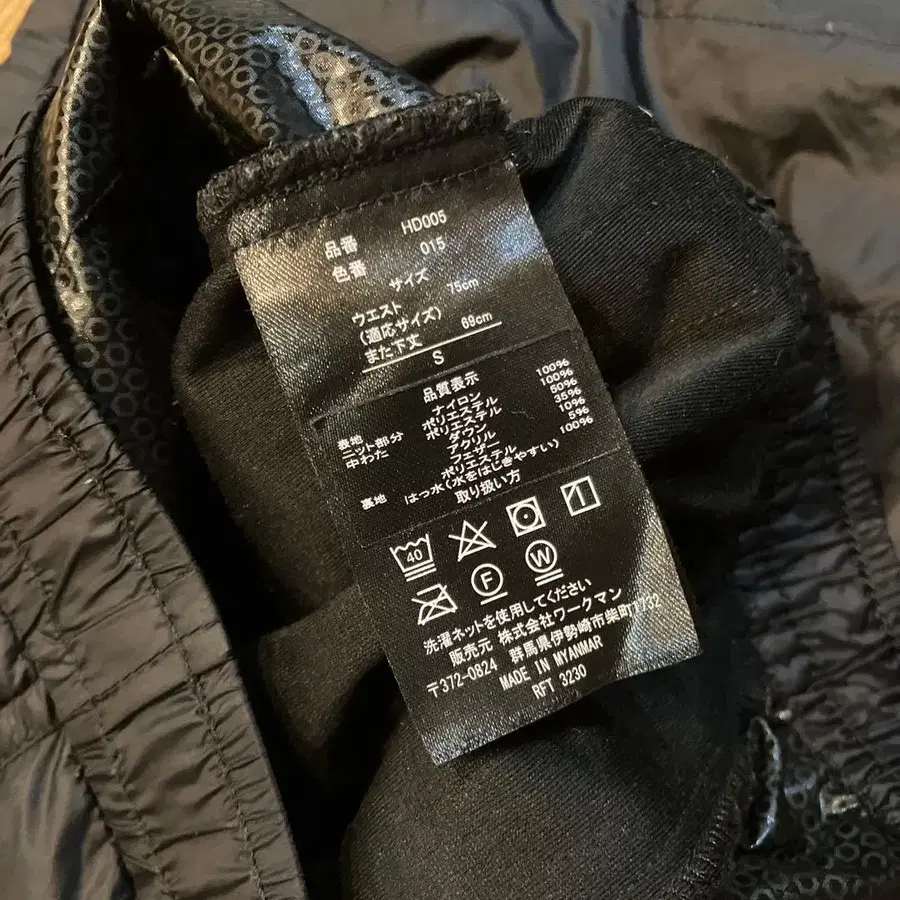 品番 HD005
色番 015
サイズ
ウエスト 75cm
(適応サイズ)
また下丈 69cm
S
品質表示
表地 ナイロン 100%
ニット部分 ポリエステル 100%
中わた ポリエステル 50%
ダウン 35%
アクリル 10%
フェザー 5%
裏地 ポリエステル 100%
はっ水(水をはじきやすい)
取り扱い方
40
1
F
W
洗濯ネットを使用してください
販売元 株式会社ワークマン
〒372-0824 群馬県伊勢崎市柴町1732
MADE IN MYANMAR
RFT 3230